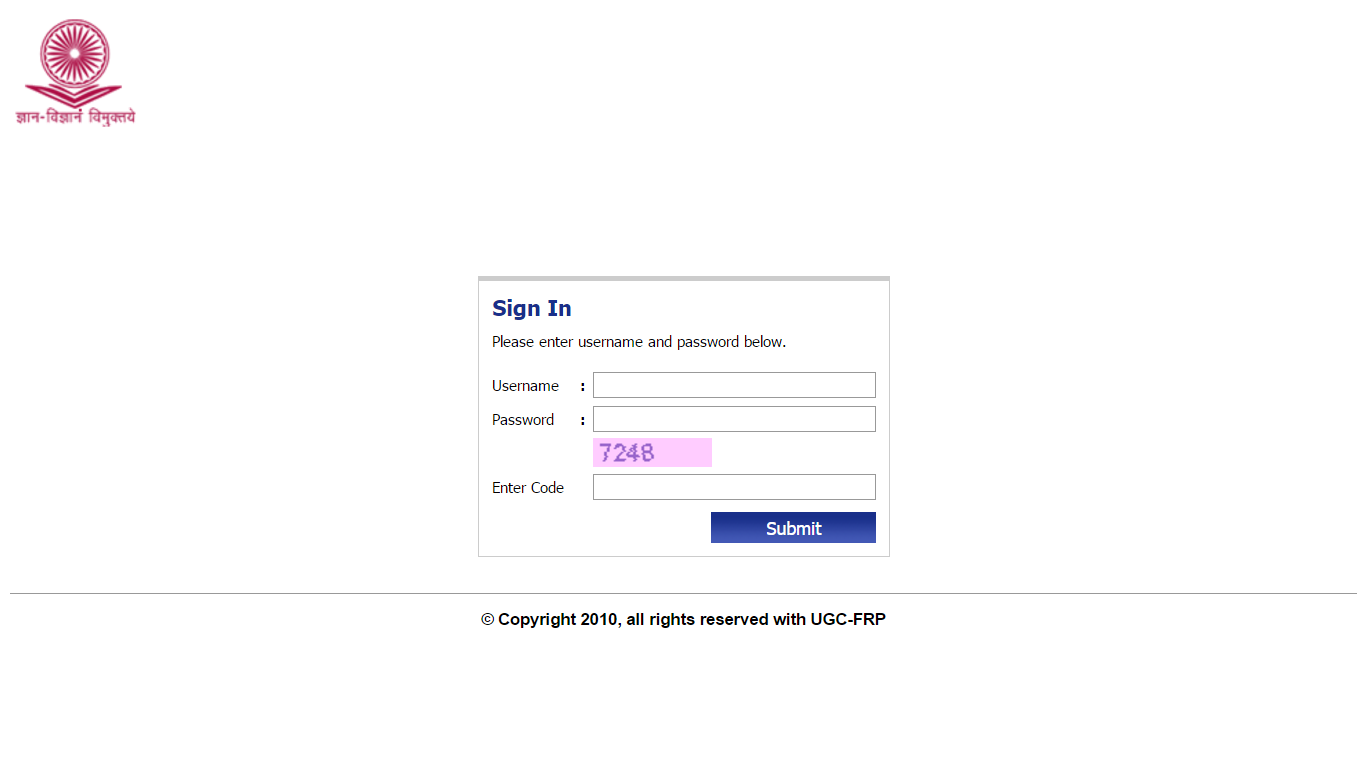 ज्ञान-विज्ञानं विमुक्तये
Sign In
Please enter username and password below.
Username :
Password :
7248
Enter Code
Submit
© Copyright 2010, all rights reserved with UGC-FRP